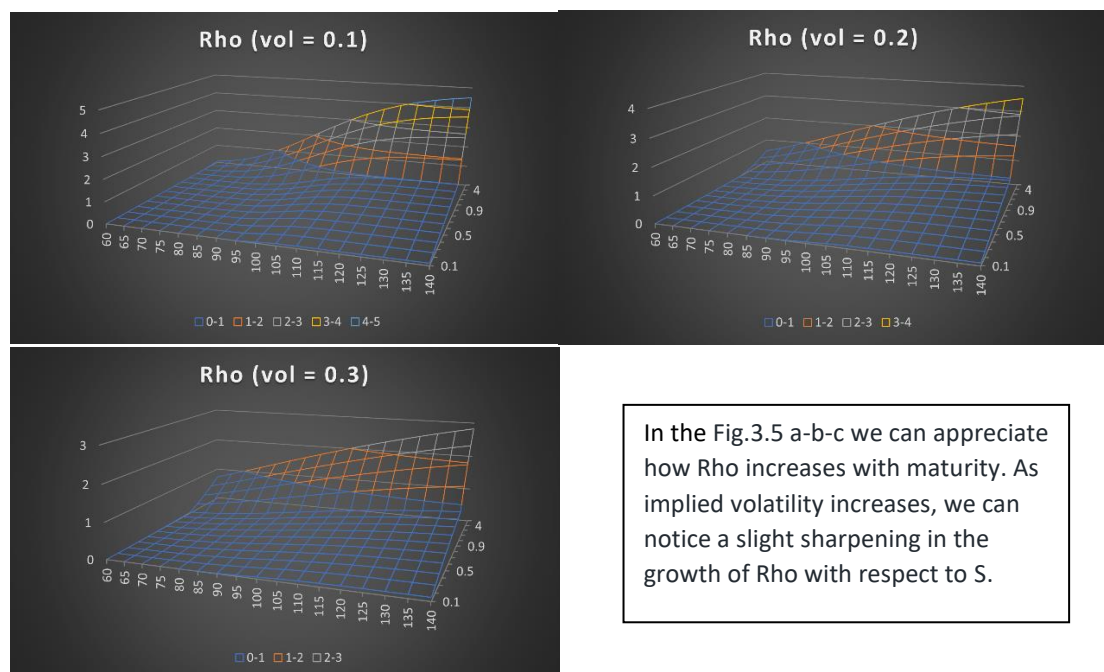 Rho (vol = 0.1)
5
4
3
2
1
0
60 65 70 75 80 85 90 95 100 105 110 115 120 125 130 135 140
4
0.9
0.5
0.1
0-1 1-2 2-3 3-4 4-5
Rho (vol = 0.2)
4
3
2
1
0
60 65 70 75 80 85 90 95 100 105 110 115 120 125 130 135 140
4
0.9
0.5
0.1
0-1 1-2 2-3 3-4
Rho (vol = 0.3)
3
2
1
0
60 65 70 75 80 85 90 95 100 105 110 115 120 125 130 135 140
4
0.9
0.5
0.1
0-1 1-2 2-3
In the Fig.3.5 a-b-c we can appreciate
how Rho increases with maturity. As
implied volatility increases, we can
notice a slight sharpening in the
growth of Rho with respect to S.